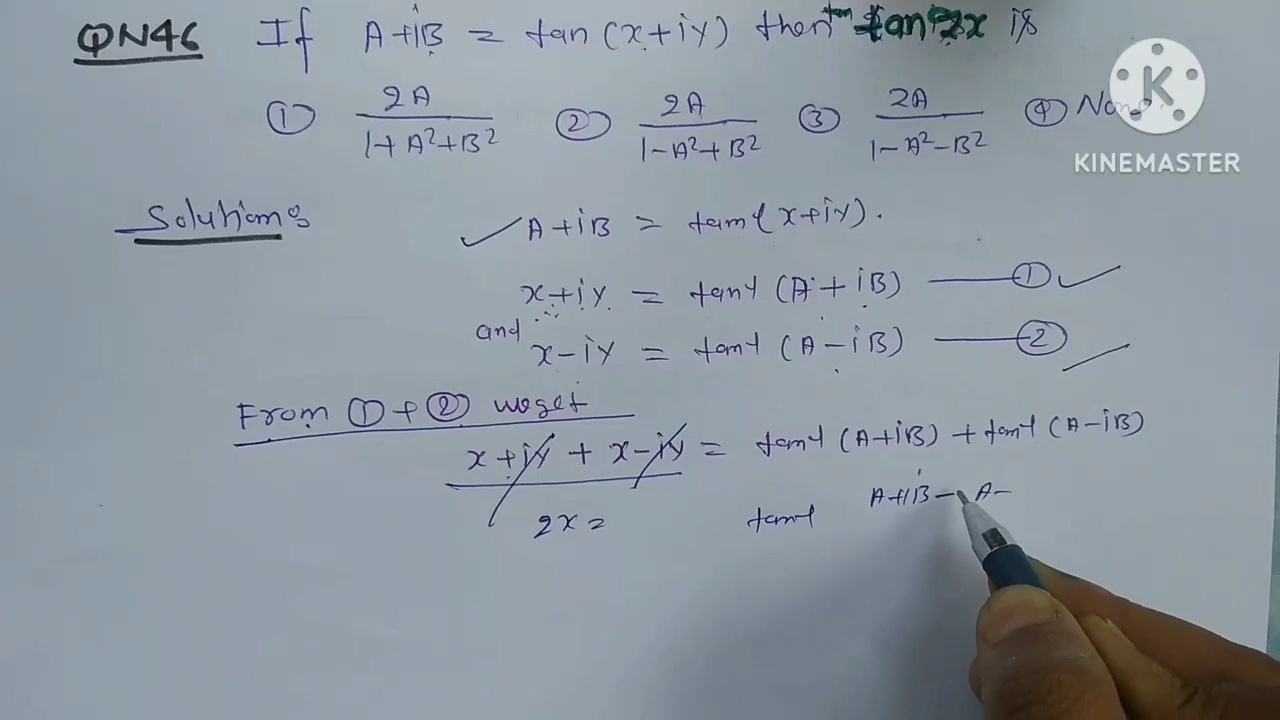 QN46 If A+iB = tan(x+iy) then tan 2x is
① 2A / 1+A²+B² ② 2A / 1-A²+B² ③ 2A / 1-A²-B² ④ None
KINEMASTER
Solution:
A+iB = tan(x+iy).
x+iy = tan⁻¹(A+iB) —— ①
and
x-iy = tan⁻¹(A-iB) —— ②
From ① + ② we get
x+iy + x-iy = tan⁻¹(A+iB) + tan⁻¹(A-iB)
2x = tan⁻¹ A+iB - A-